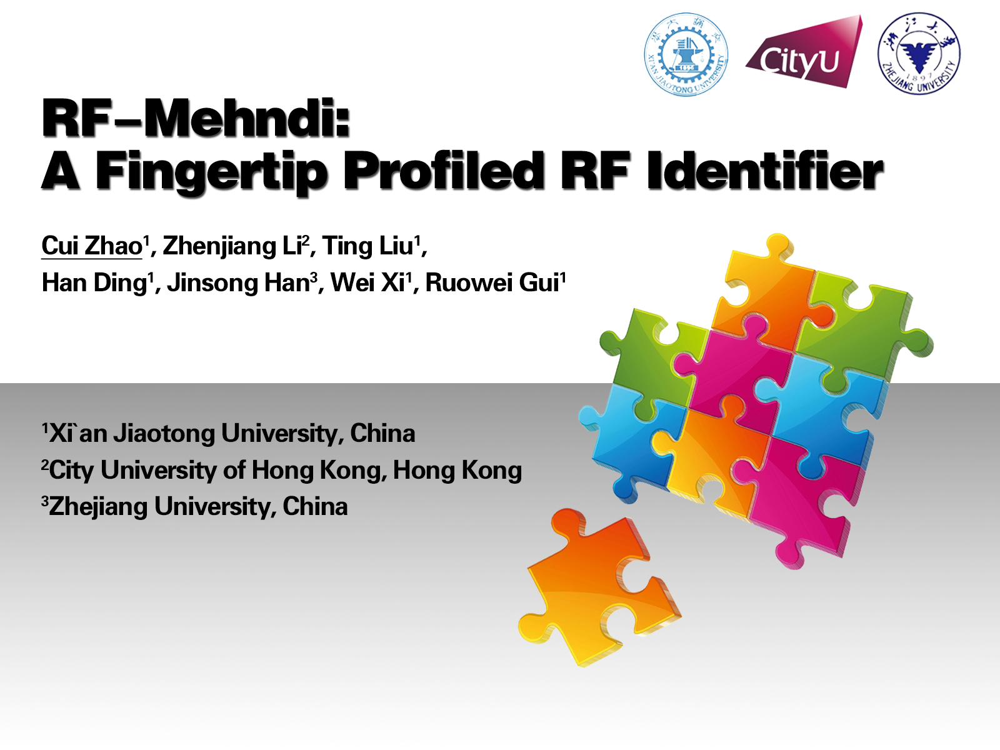 XI'AN JIAOTONG UNIVERSITY
1896
CityU
ZHEJIANG UNIVERSITY
1897
RF-Mehndi:
A Fingertip Profiled RF Identifier
Cui Zhao¹, Zhenjiang Li², Ting Liu¹,
Han Ding¹, Jinsong Han³, Wei Xi¹, Ruowei Gui¹
¹Xi`an Jiaotong University, China
²City University of Hong Kong, Hong Kong
³Zhejiang University, China